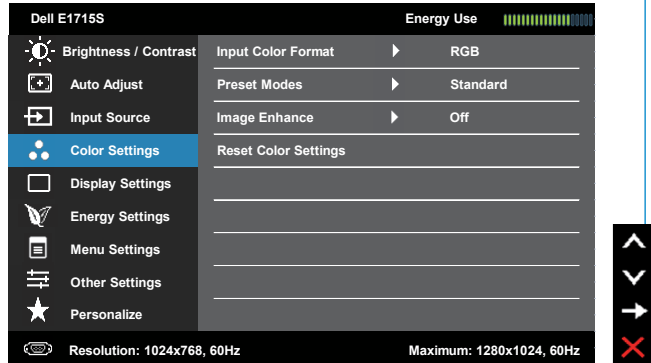 Dell E1715S Energy Use
Brightness / Contrast Input Color Format RGB
Auto Adjust Preset Modes Standard
Input Source Image Enhance Off
Color Settings Reset Color Settings
Display Settings
Energy Settings
Menu Settings
Other Settings
Personalize
Resolution: 1024x768, 60Hz Maximum: 1280x1024, 60Hz